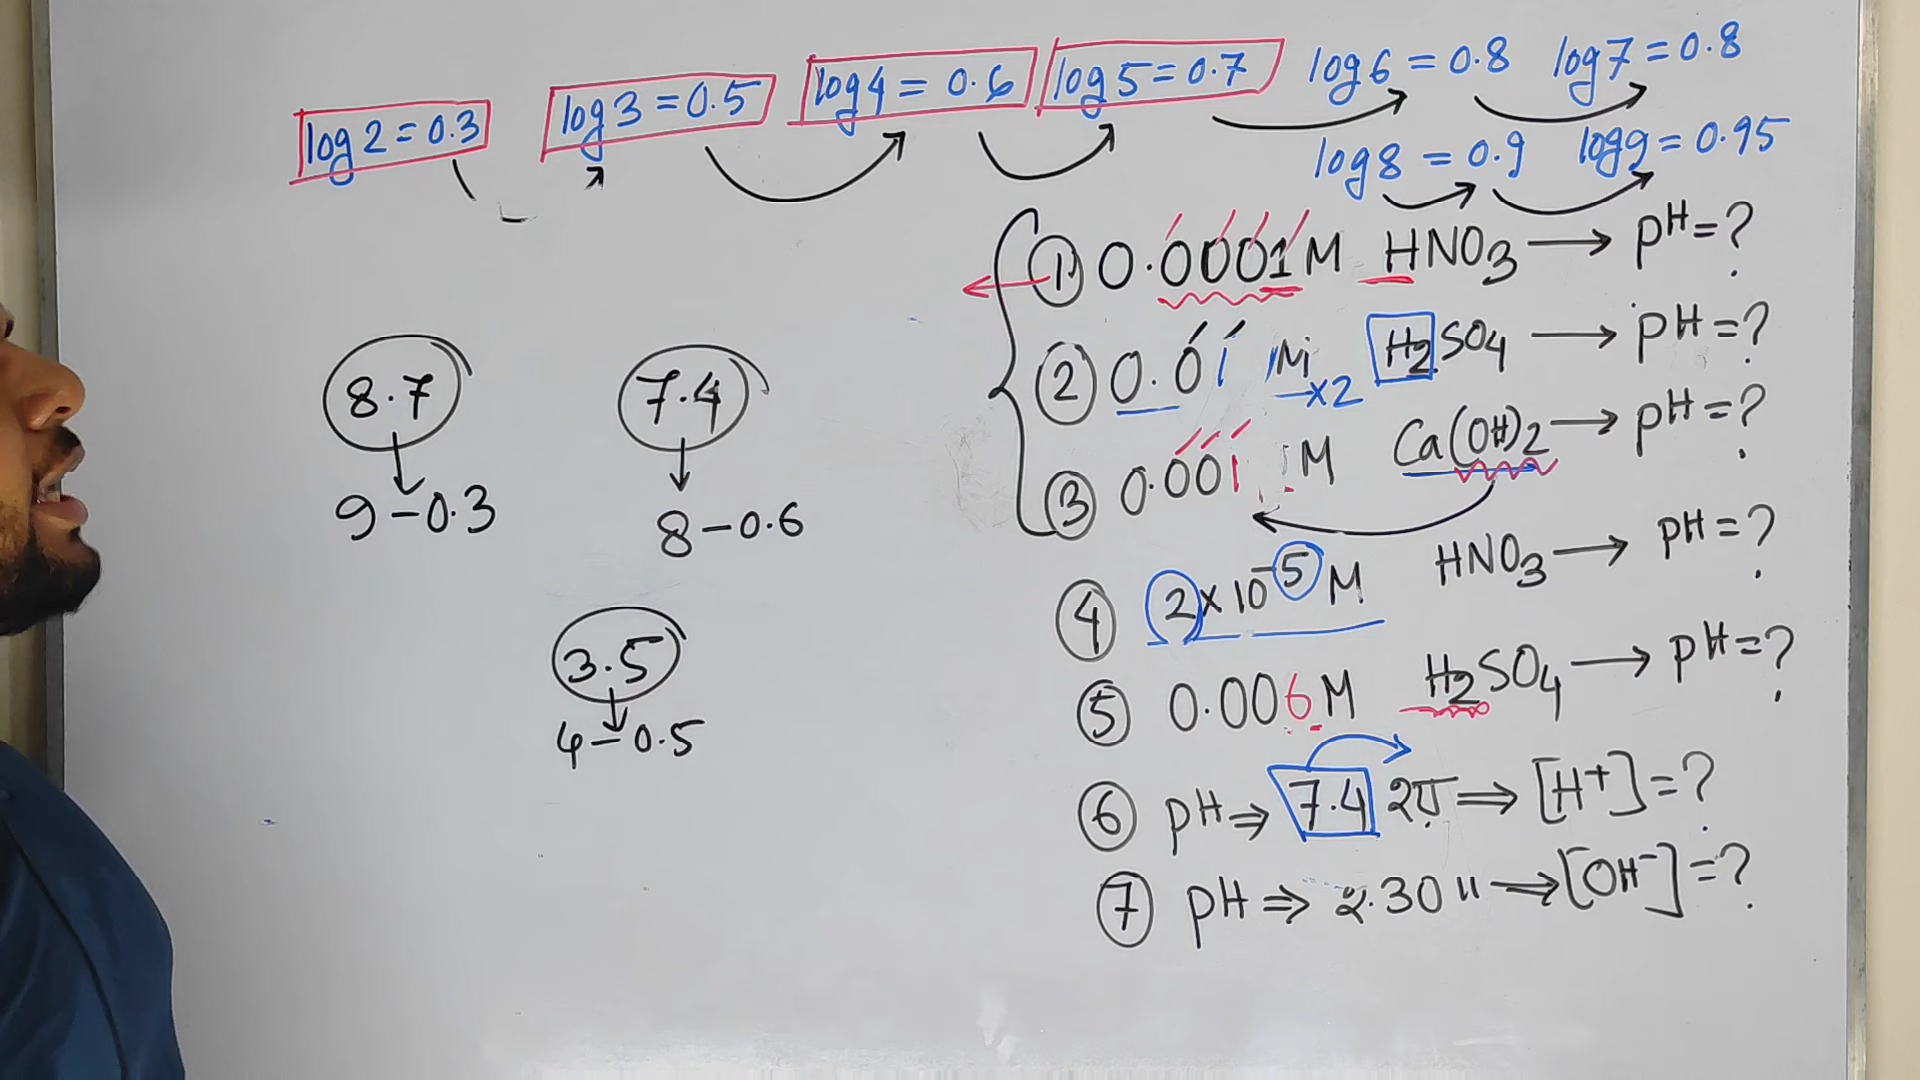 log2=0.3 log3=0.5 log4=0.6 log5=0.7 log6=0.8 log7=0.8
log8=0.9 log9=0.95
① 0.0001M HNO3 → pH=?
② 0.01 M ×2 H2SO4 → pH=?
③ 0.001 M Ca(OH)2 → pH=?
④ 2×10⁻⁵ M HNO3 → pH=?
⑤ 0.006M H2SO4 → pH=?
⑥ pH ⇒ 7.4 হয় ⇒ [H⁺]=?
⑦ pH ⇒ 2.30 " ⇒ [OH⁻]=?
8.7
9-0.3
7.4
8-0.6
3.5
4-0.5